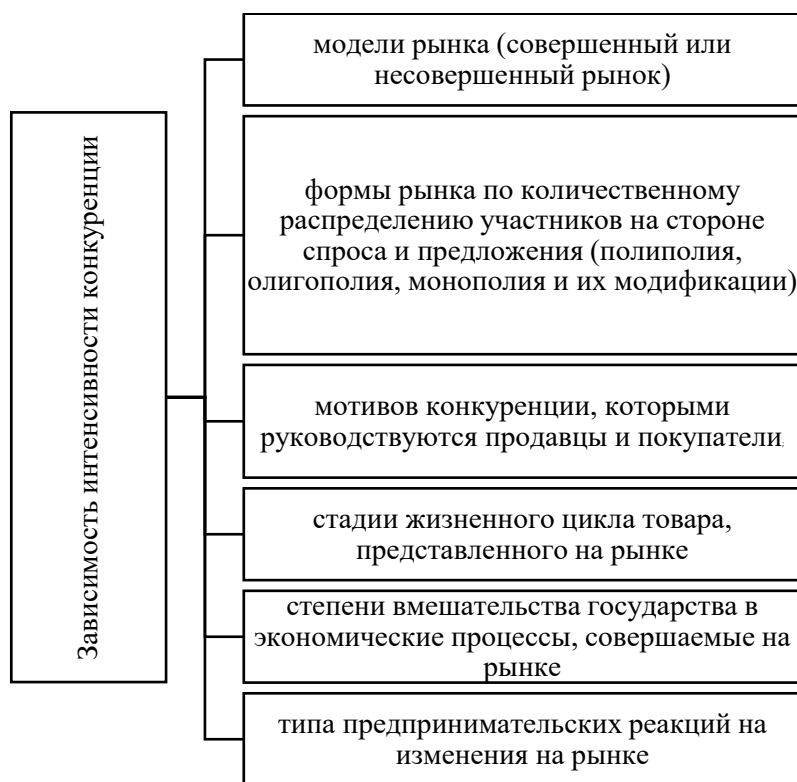 Зависимость интенсивности конкуренции
модели рынка (совершенный или
несовершенный рынок)
формы рынка по количественному
распределению участников на стороне
спроса и предложения (полиполия,
олигополия, монополия и их модификации)
мотивов конкуренции, которыми
руководствуются продавцы и покупатели
стадии жизненного цикла товара,
представленного на рынке
степени вмешательства государства в
экономические процессы, совершаемые на
рынке
типа предпринимательских реакций на
изменения на рынке